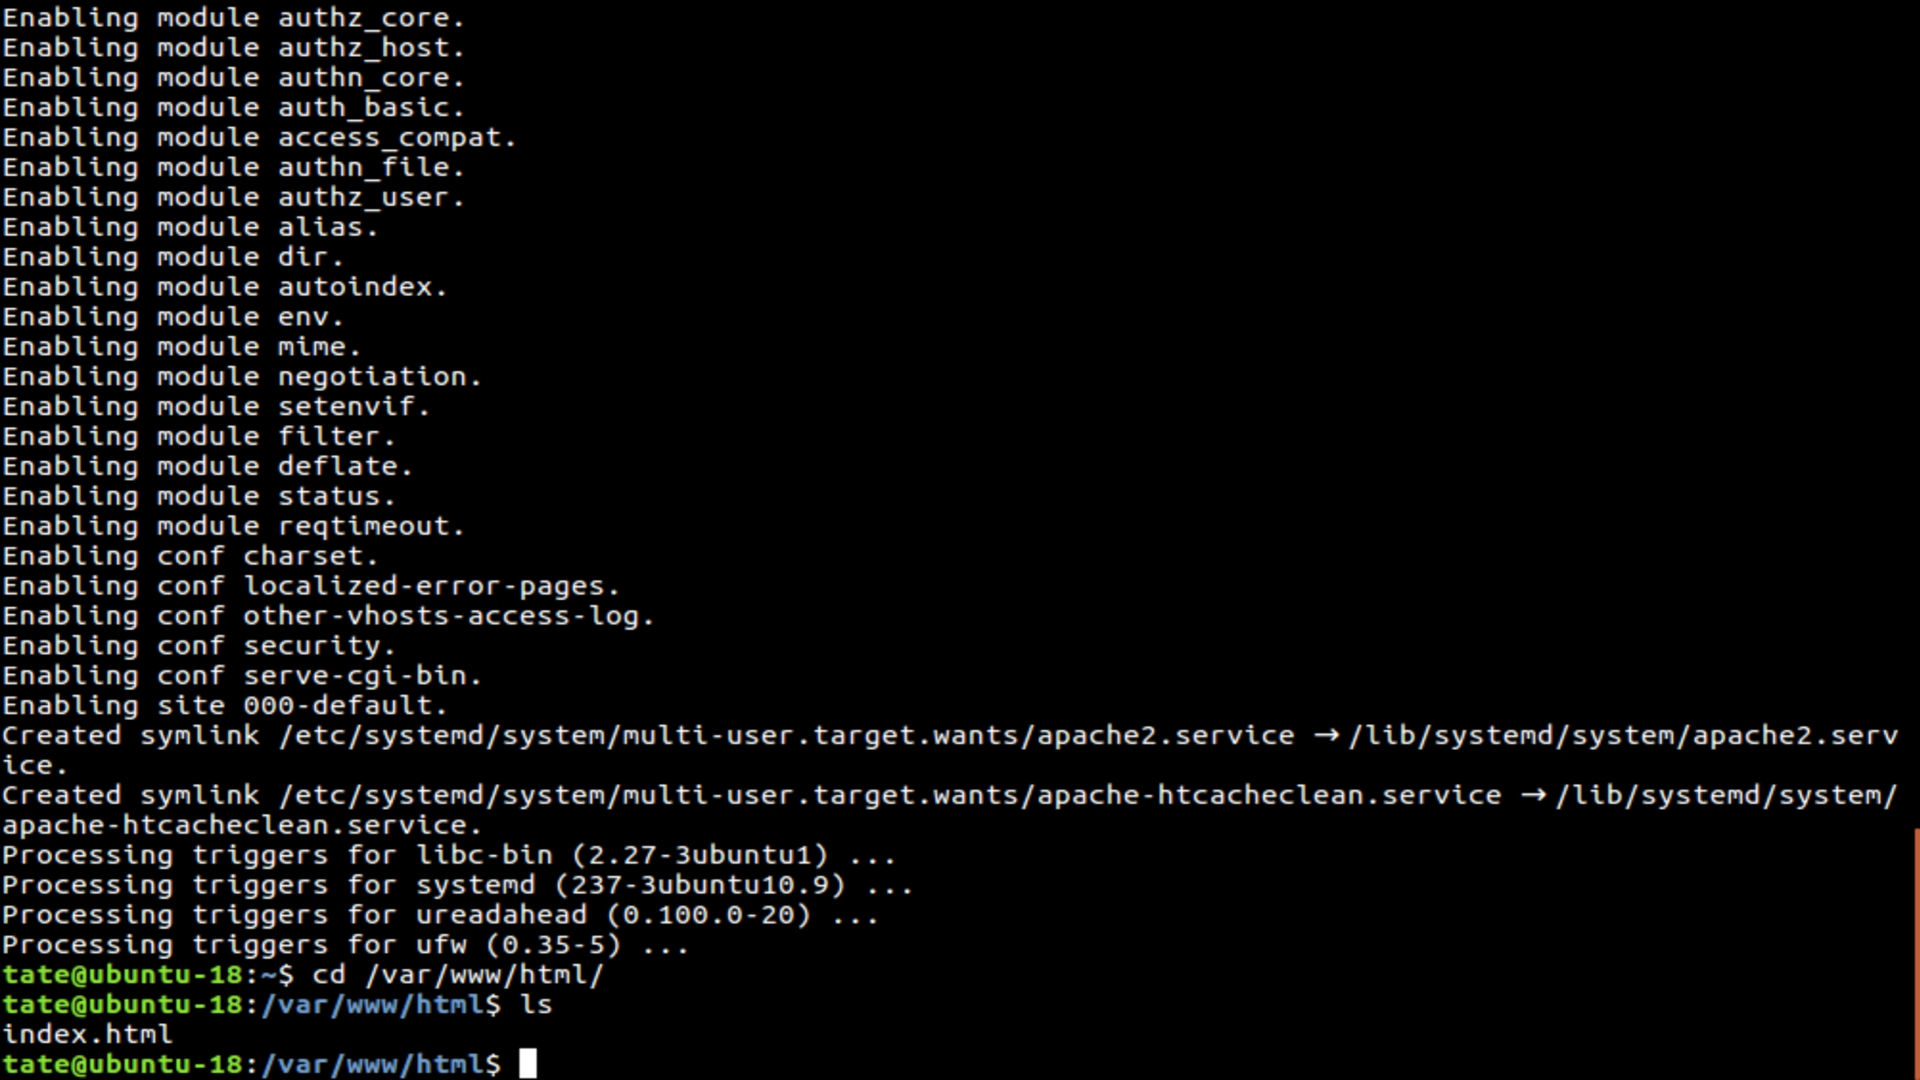 Enabling module authz_core.
Enabling module authz_host.
Enabling module authn_core.
Enabling module auth_basic.
Enabling module access_compat.
Enabling module authn_file.
Enabling module authz_user.
Enabling module alias.
Enabling module dir.
Enabling module autoindex.
Enabling module env.
Enabling module mime.
Enabling module negotiation.
Enabling module setenvif.
Enabling module filter.
Enabling module deflate.
Enabling module status.
Enabling module reqtimeout.
Enabling conf charset.
Enabling conf localized-error-pages.
Enabling conf other-vhosts-access-log.
Enabling conf security.
Enabling conf serve-cgi-bin.
Enabling site 000-default.
Created symlink /etc/systemd/system/multi-user.target.wants/apache2.service → /lib/systemd/system/apache2.serv
ice.
Created symlink /etc/systemd/system/multi-user.target.wants/apache-htcacheclean.service → /lib/systemd/system/
apache-htcacheclean.service.
Processing triggers for libc-bin (2.27-3ubuntu1) ...
Processing triggers for systemd (237-3ubuntu10.9) ...
Processing triggers for ureadahead (0.100.0-20) ...
Processing triggers for ufw (0.35-5) ...
tate@ubuntu-18:~$ cd /var/www/html/
tate@ubuntu-18:/var/www/html$ ls
index.html
tate@ubuntu-18:/var/www/html$